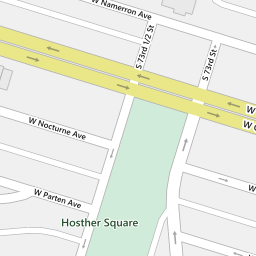 W Namerron Ave
S 73rd 1/2 St
S 73rd St
W
W
W Nocturne Ave
W Parten Ave
Hosther Square